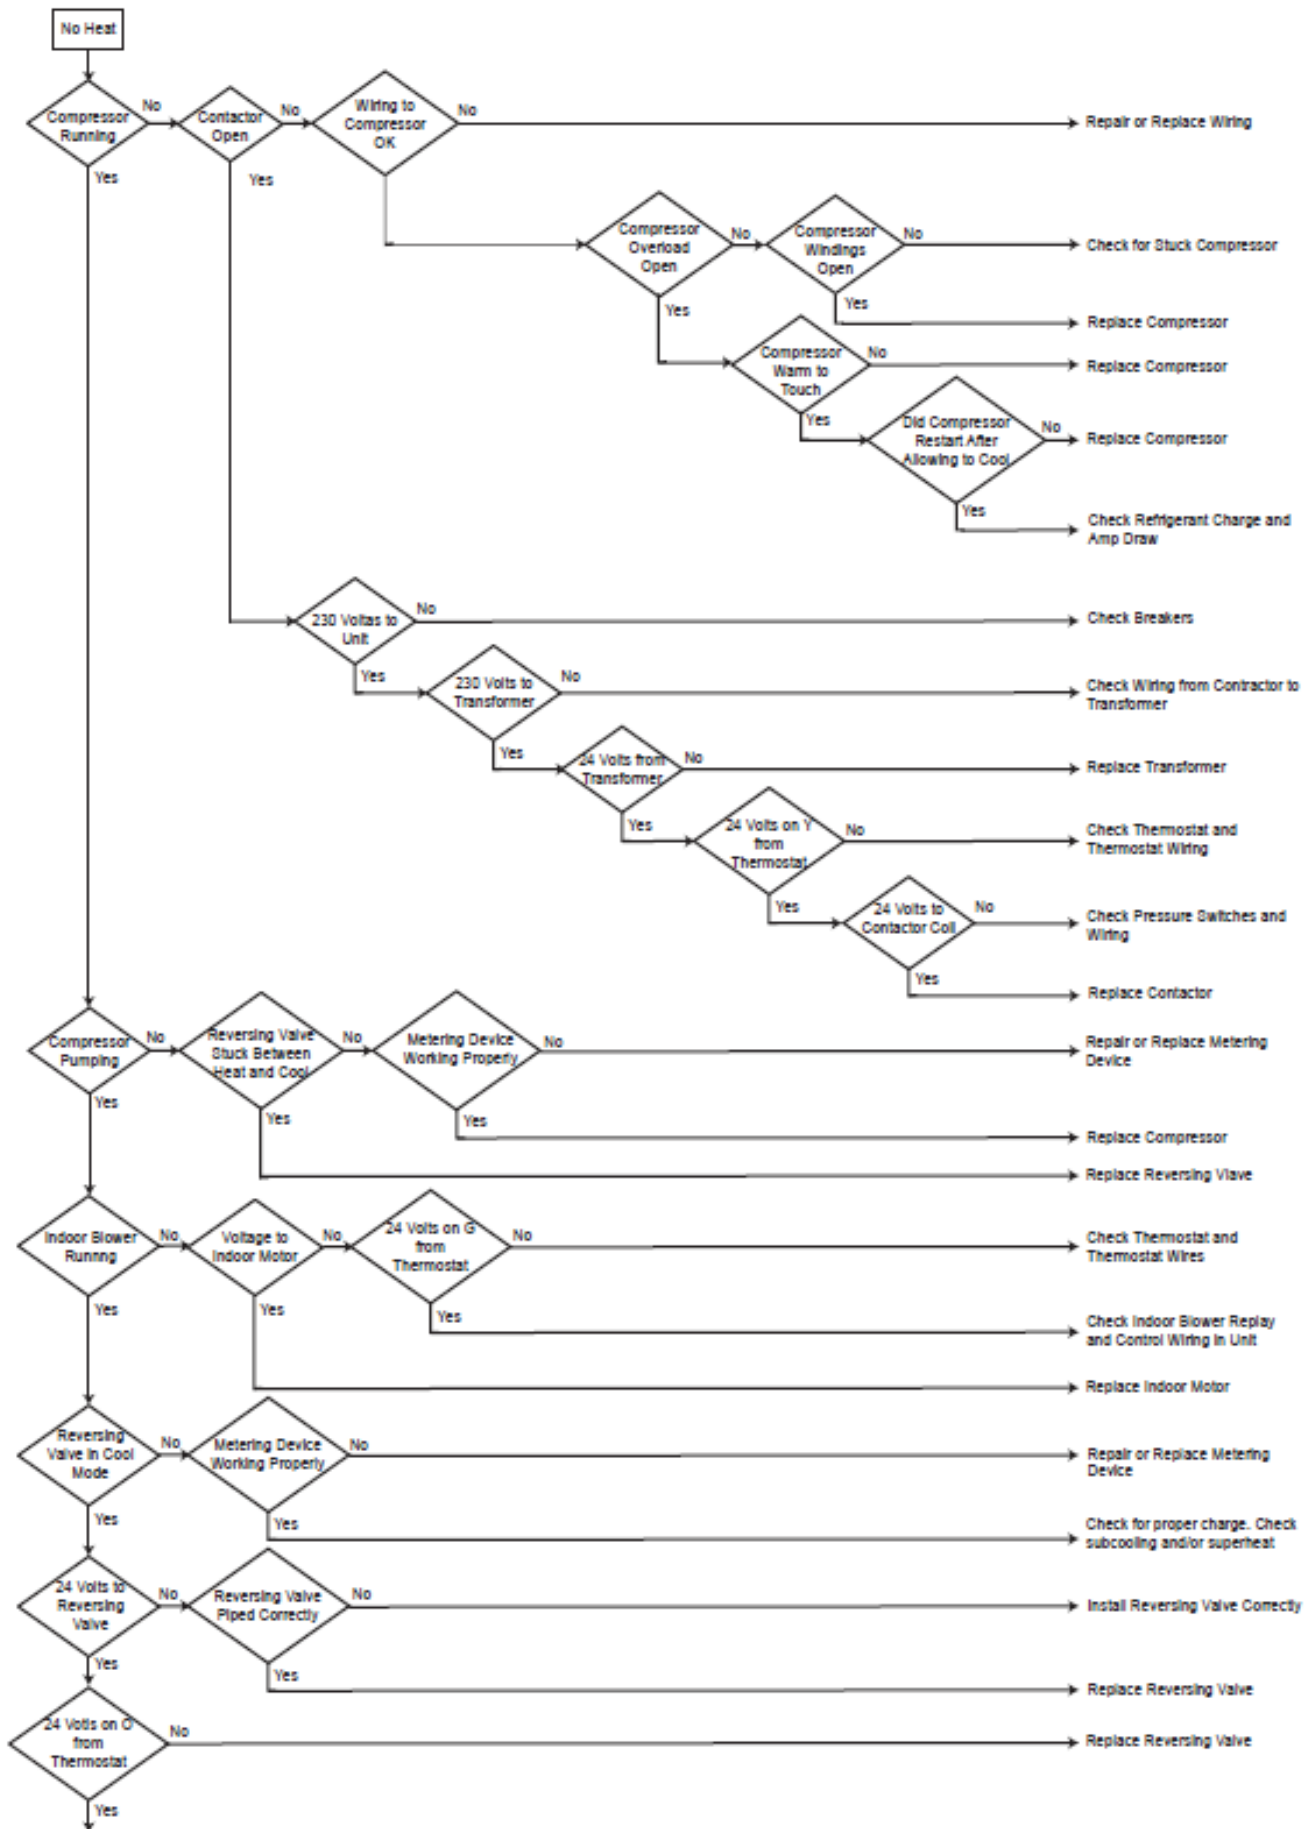 No Heat
Compressor
Running
No
Contactor
Open
No
Wiring to
Compressor
OK
No
Repair or Replace Wiring
Yes
Yes
Compressor
Overload
Open
No
Compressor
Windings
Open
No
Check for Stuck Compressor
Yes
Yes
Replace Compressor
Compressor
Warm to
Touch
No
Replace Compressor
Yes
Did Compressor
Restart After
Allowing to Cool
No
Replace Compressor
Yes
Check Refrigerant Charge and
Amp Draw
230 Voltas to
Unit
No
Check Breakers
Yes
230 Volts to
Transformer
No
Check Wiring from Contractor to
Transformer
Yes
24 Volts from
Transformer
No
Replace Transformer
Yes
24 Volts on Y
from
Thermostat
No
Check Thermostat and
Thermostat Wiring
Yes
24 Volts to
Contactor Coil
No
Check Pressure Switches and
Wiring
Yes
Replace Contactor
Compressor
Pumping
No
Reversing Valve
Stuck Between
Heat and Cool
No
Metering Device
Working Properly
No
Repair or Replace Metering
Device
Yes
Yes
Yes
Replace Compressor
Replace Reversing Vlave
Indoor Blower
Runnng
No
Voltage to
Indoor Motor
No
24 Volts on G
from
Thermostat
No
Check Thermostat and
Thermostat Wires
Yes
Yes
Yes
Check Indoor Blower Replay
and Control Wiring in Unit
Replace Indoor Motor
Reversing
Valve in Cool
Mode
No
Metering Device
Working Properly
No
Repair or Replace Metering
Device
Yes
Yes
Check for proper charge. Check
subcooling and/or superheat
24 Volts to
Reversing
Valve
No
Reversing Valve
Piped Correctly
No
Install Reversing Valve Correctly
Yes
Yes
Replace Reversing Valve
24 Votls on O
from
Thermostat
No
Replace Reversing Valve
Yes